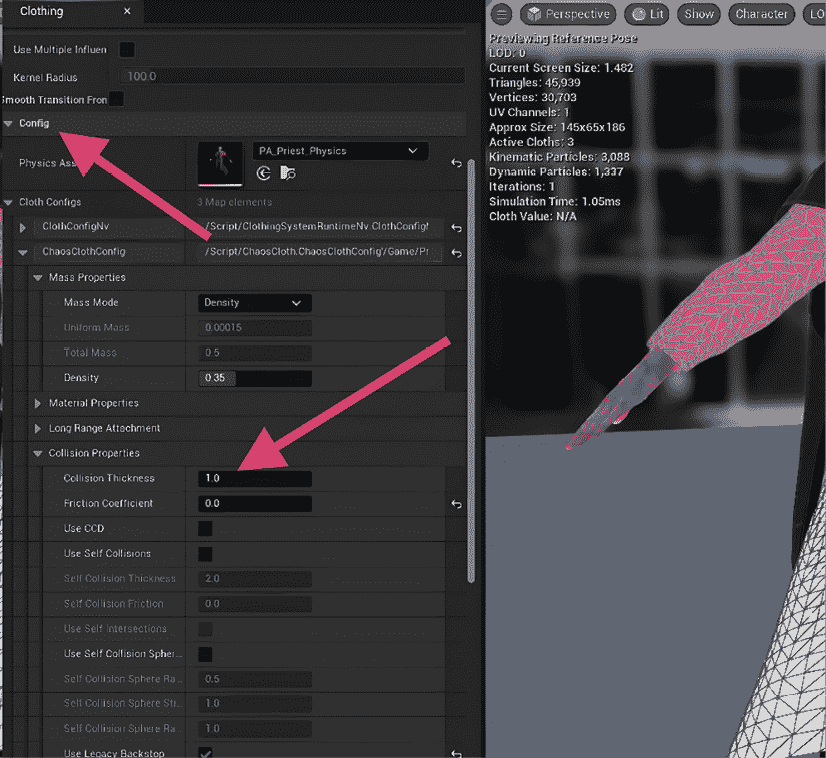 Clothing ×
Perspective Lit Show Character LO
Use Multiple Influen
Kernel Radius 100.0
Smooth Transition Fron
Config
Physics Ass PA_Priest_Physics
Cloth Configs 3 Map elements
ClothConfigNv /Script/ClothingSystemRuntimeNv.ClothConfigN
ChaosClothConfig /Script/ChaosCloth.ChaosClothConfig'/Game/Pr
Mass Properties
Mass Mode Density
Uniform Mass 0.00015
Total Mass 0.5
Density 0.35
Material Properties
Long Range Attachment
Collision Properties
Collision Thickness 1.0
Friction Coefficient 0.0
Use CCD
Use Self Collisions
Self Collision Thickness 2.0
Self Collision Friction 0.0
Use Self Intersections
Use Self Collision Spher...
Self Collision Sphere Ra... 0.5
Self Collision Sphere Sti... 1.0
Self Collision Sphere Ra... 1.0
Use Legacy Backstop
Previewing Reference Pose
LOD: 0
Current Screen Size: 1.482
Triangles: 45,939
Vertices: 30,703
UV Channels: 1
Approx Size: 145x65x186
Active Cloths: 3
Kinematic Particles: 3,088
Dynamic Particles: 1,337
Iterations: 1
Simulation Time: 1.05ms
Cloth Value: N/A